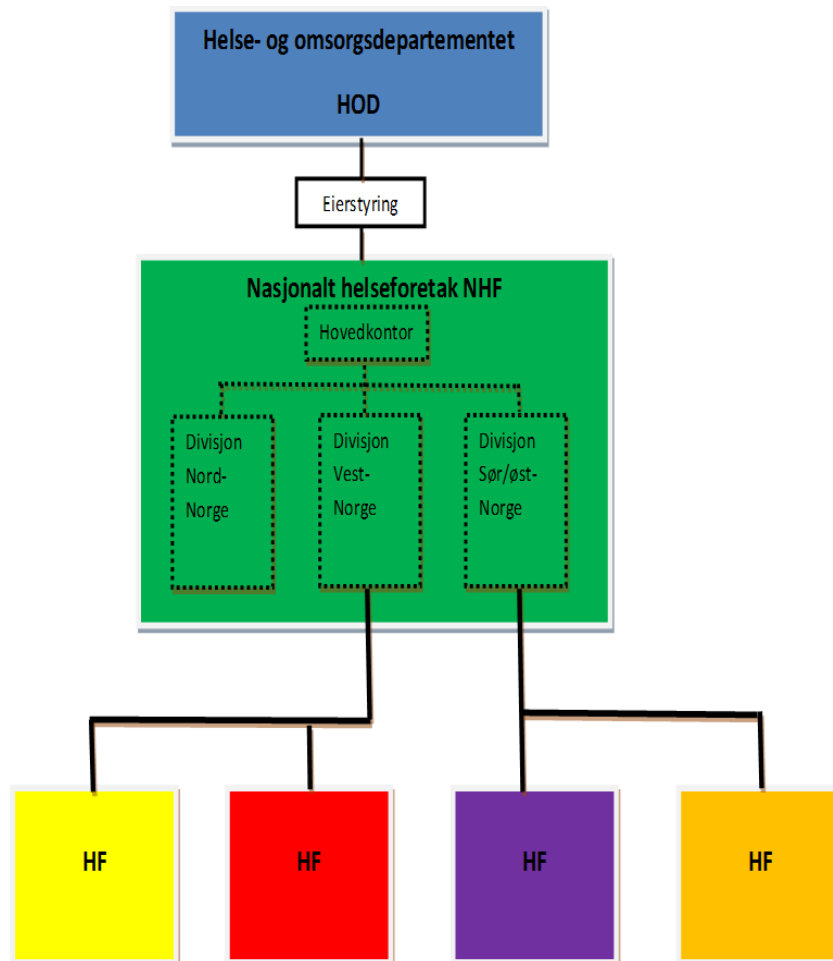 Helse- og omsorgsdepartementet
HOD
Eierstyring
Nasjonalt helseforetak NHF
Hovedkontor
Divisjon
Nord-
Norge
Divisjon
Vest-
Norge
Divisjon
Sør/øst-
Norge
HF
HF
HF
HF